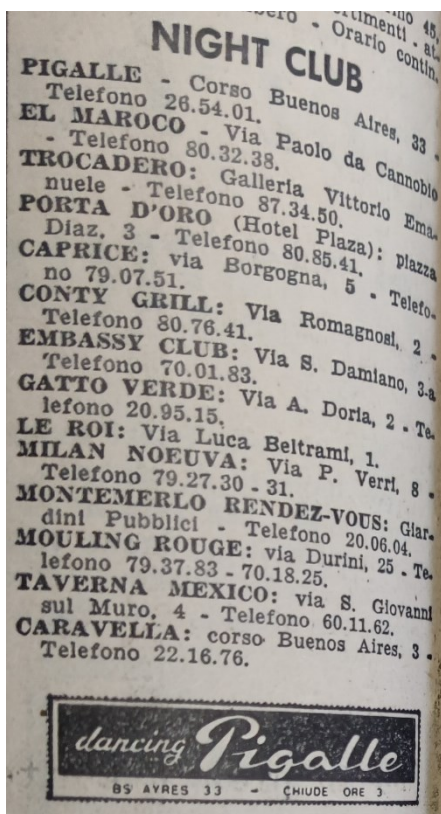 45,
ertimenti - at.
bero - Orario contin.
NIGHT CLUB
PIGALLE - Corso Buenos Aires, 33 -
Telefono 26.54.01.
EL MAROCO - Via Paolo da Cannobio
- Telefono 80.32.38.
TROCADERO: Galleria Vittorio Ema-
nuele - Telefono 87.34.50.
PORTA D'ORO (Hotel Plaza): piazza
Diaz, 3 - Telefono 80.85.41.
CAPRICE: via Borgogna, 5 - Telefo-
no 79.07.51.
CONTY GRILL: Via Romagnosi, 2 -
Telefono 80.76.41.
EMBASSY CLUB: Via S. Damiano, 3-a
Telefono 70.01.83.
GATTO VERDE: Via A. Doria, 2 - Te-
lefono 20.95.15.
LE ROI: Via Luca Beltrami, 1.
MILAN NOEUVA: Via P. Verri, 8 -
Telefono 79.27.30 - 31.
MONTEMERLO RENDEZ-VOUS: Giar-
dini Pubblici - Telefono 20.06.04.
MOULING ROUGE: via Durini, 25 - Te-
lefono 79.37.83 - 70.18.25.
TAVERNA MEXICO: via S. Giovanni
sul Muro, 4 - Telefono 60.11.62.
CARAVELLA: corso Buenos Aires, 3 -
Telefono 22.16.76.
dancing Pigalle
BS AYRES 33 - CHIUDE ORE 3